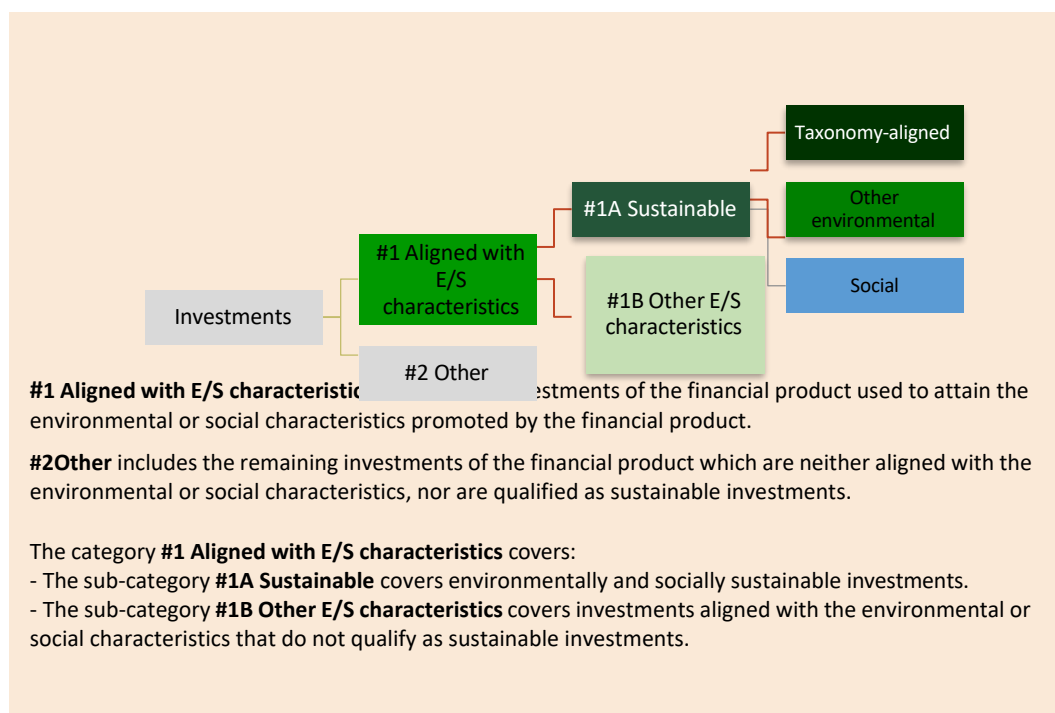 Taxonomy-aligned
#1A Sustainable
Other
environmental
#1 Aligned with
E/S
characteristics
Social
#1B Other E/S
characteristics
Investments
#2 Other
#1 Aligned with E/S characteristic estments of the financial product used to attain the
environmental or social characteristics promoted by the financial product.
#2Other includes the remaining investments of the financial product which are neither aligned with the
environmental or social characteristics, nor are qualified as sustainable investments.
The category #1 Aligned with E/S characteristics covers:
- The sub-category #1A Sustainable covers environmentally and socially sustainable investments.
- The sub-category #1B Other E/S characteristics covers investments aligned with the environmental or
social characteristics that do not qualify as sustainable investments.